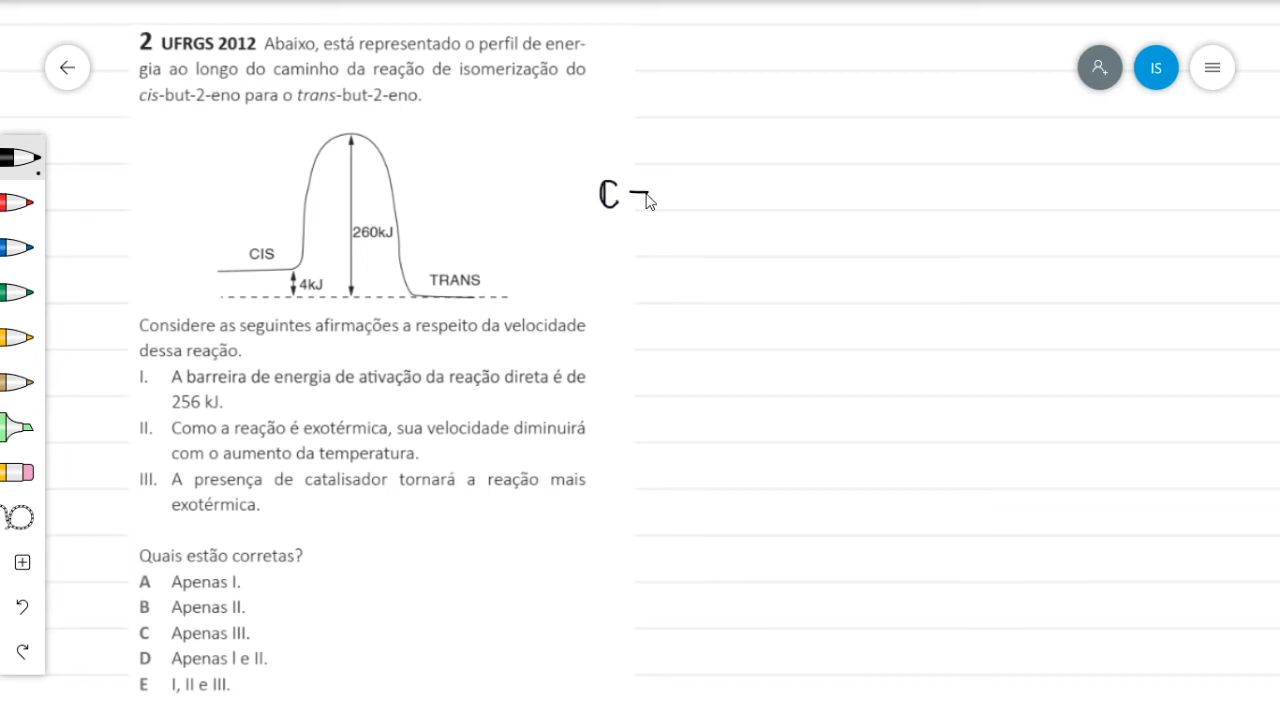 2 UFRGS 2012 Abaixo, está representado o perfil de ener-
gia ao longo do caminho da reação de isomerização do
cis-but-2-eno para o trans-but-2-eno.
IS
C -
260kJ
CIS
4kJ
TRANS
Considere as seguintes afirmações a respeito da velocidade
dessa reação.
I. A barreira de energia de ativação da reação direta é de
256 kJ.
II. Como a reação é exotérmica, sua velocidade diminuirá
com o aumento da temperatura.
III. A presença de catalisador tornará a reação mais
exotérmica.
Quais estão corretas?
A Apenas I.
B Apenas II.
C Apenas III.
D Apenas I e II.
E I, II e III.